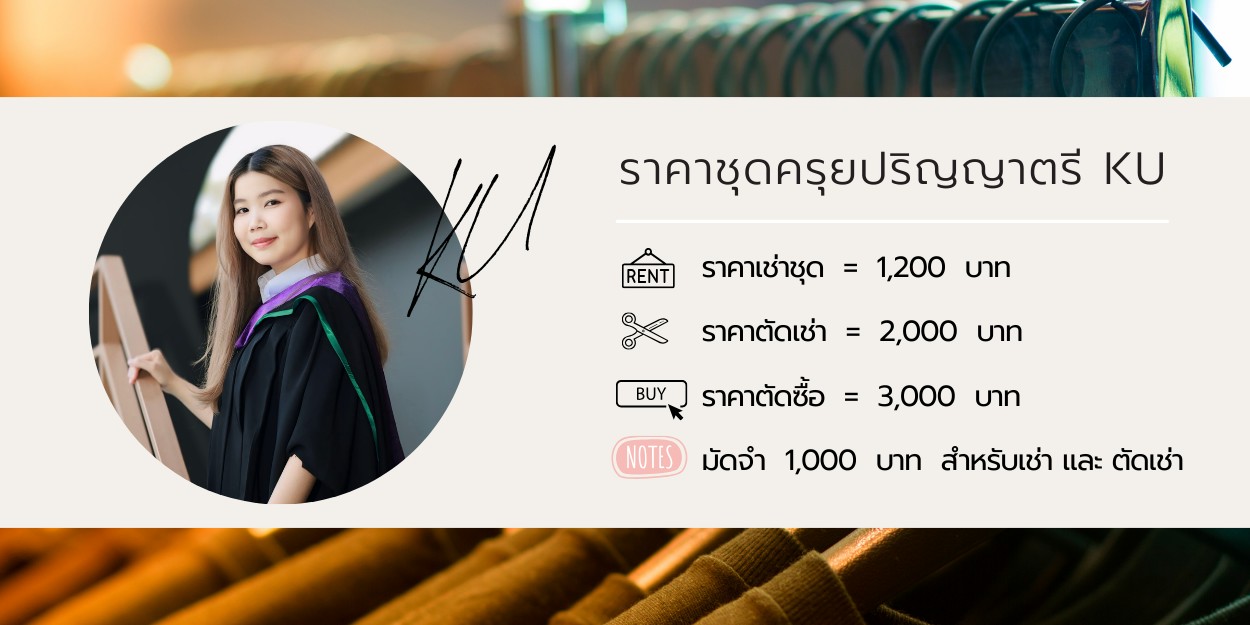 KU
ราคาชุดครุยปริญญาตรี KU
RENT ราคาเช่าชุด = 1,200 บาท
ราคาตัดเช่า = 2,000 บาท
BUY ราคาตัดซื้อ = 3,000 บาท
NOTES มัดจำ 1,000 บาท สำหรับเช่า และ ตัดเช่า